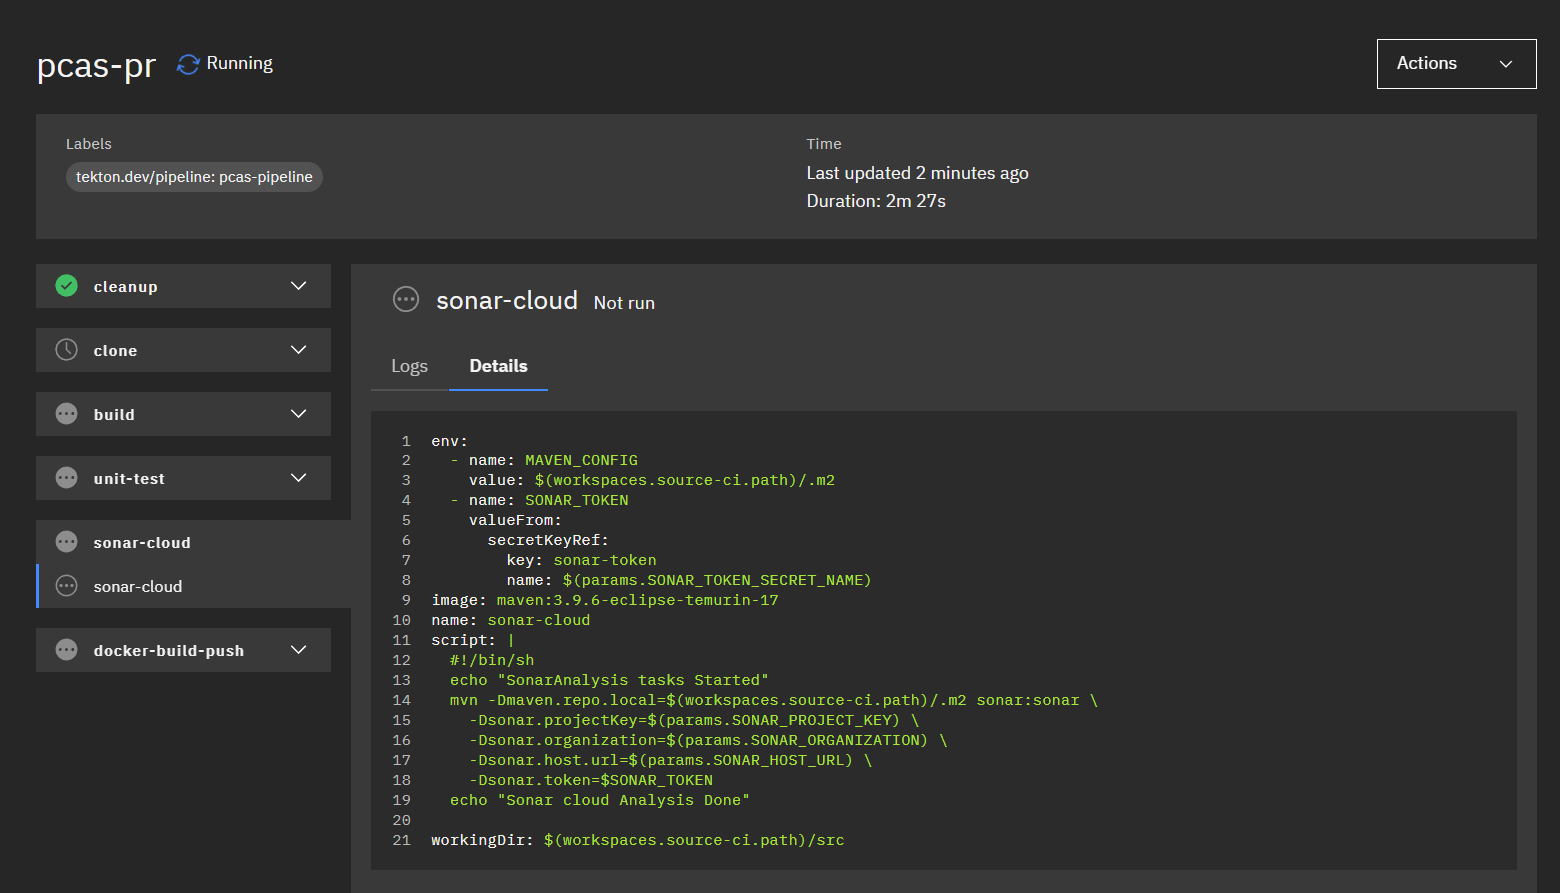 pcas-pr Running
Actions
Labels
tekton.dev/pipeline: pcas-pipeline
Time
Last updated 2 minutes ago
Duration: 2m 27s
cleanup
clone
build
unit-test
sonar-cloud
sonar-cloud
docker-build-push
sonar-cloud Not run
Logs Details
1 env:
2   - name: MAVEN_CONFIG
3     value: $(workspaces.source-ci.path)/.m2
4   - name: SONAR_TOKEN
5     valueFrom:
6       secretKeyRef:
7         key: sonar-token
8         name: $(params.SONAR_TOKEN_SECRET_NAME)
9 image: maven:3.9.6-eclipse-temurin-17
10 name: sonar-cloud
11 script: |
12   #!/bin/sh
13   echo "SonarAnalysis tasks Started"
14   mvn -Dmaven.repo.local=$(workspaces.source-ci.path)/.m2 sonar:sonar \
15     -Dsonar.projectKey=$(params.SONAR_PROJECT_KEY) \
16     -Dsonar.organization=$(params.SONAR_ORGANIZATION) \
17     -Dsonar.host.url=$(params.SONAR_HOST_URL) \
18     -Dsonar.token=$SONAR_TOKEN
19   echo "Sonar cloud Analysis Done"
20
21 workingDir: $(workspaces.source-ci.path)/src